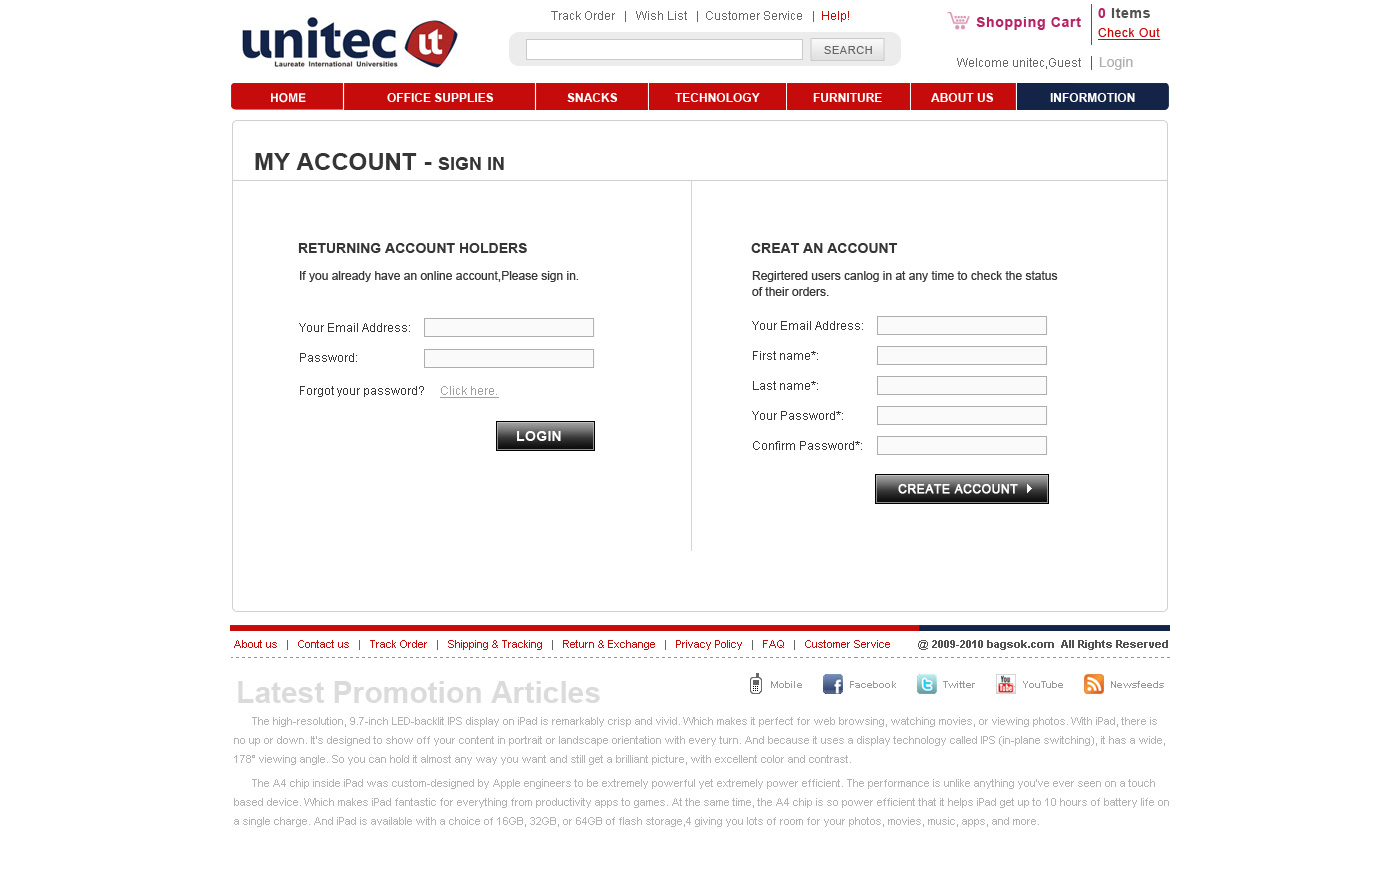 unitec it
Laureate International Universities
Track Order | Wish List | Customer Service | Help!
SEARCH
Shopping Cart
0 Items
Check Out
Welcome unitec,Guest | Login
HOME OFFICE SUPPLIES SNACKS TECHNOLOGY FURNITURE ABOUT US INFORMOTION
MY ACCOUNT - SIGN IN
RETURNING ACCOUNT HOLDERS
If you already have an online account,Please sign in.
Your Email Address:
Password:
Forgot your password? Click here.
LOGIN
CREAT AN ACCOUNT
Regirtered users canlog in at any time to check the status
of their orders.
Your Email Address:
First name*:
Last name*:
Your Password*:
Confirm Password*:
CREATE ACCOUNT
About us | Contact us | Track Order | Shipping & Tracking | Return & Exchange | Privacy Policy | FAQ | Customer Service @ 2009-2010 bagsok.com All Rights Reserved
Latest Promotion Articles
Mobile Facebook Twitter You Tube YouTube Newsfeeds
The high-resolution, 9.7-inch LED-backlit IPS display on iPad is remarkably crisp and vivid. Which makes it perfect for web browsing, watching movies, or viewing photos. With iPad, there is
no up or down. It's designed to show off your content in portrait or landscape orientation with every turn. And because it uses a display technology called IPS (in-plane switching), it has a wide,
178° viewing angle. So you can hold it almost any way you want and still get a brilliant picture, with excellent color and contrast.
The A4 chip inside iPad was custom-designed by Apple engineers to be extremely powerful yet extremely power efficient. The performance is unlike anything you've ever seen on a touch
based device. Which makes iPad fantastic for everything from productivity apps to games. At the same time, the A4 chip is so power efficient that it helps iPad get up to 10 hours of battery life on
a single charge. And iPad is available with a choice of 16GB, 32GB, or 64GB of flash storage,4 giving you lots of room for your photos, movies, music, apps, and more.